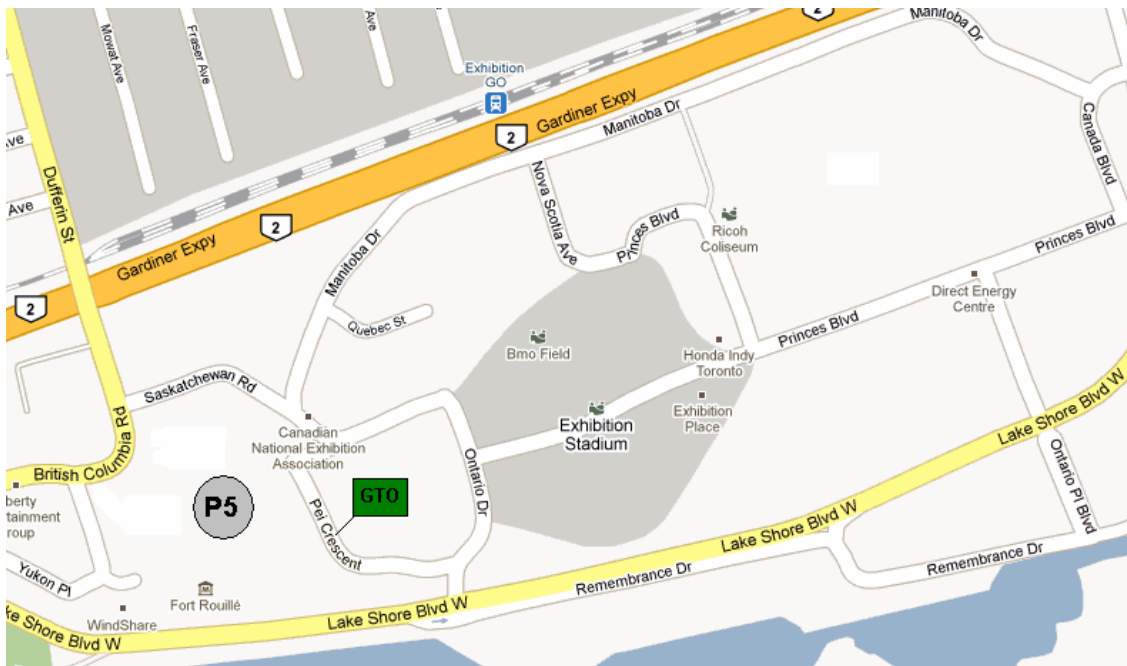 Manitoba Dr
2
Mowat Ave
Fraser Ave
Ave
Ave
Exhibition
GO
Gardiner Expy
2
Manitoba Dr
Canada Blvd
Ave
Ave
Dufferin St
Nova Scotia Ave
Princes Blvd
Ricoh
Coliseum
2
Gardiner Expy
Manitoba Dr
Princes Blvd
Direct Energy
Centre
2
Quebec St
Bmo Field
Honda Indy
Toronto
Princes Blvd
Saskatchewan Rd
Exhibition
Place
Exhibition
Stadium
Canadian
National Exhibition
Association
Lake Shore Blvd W
British Columbia Rd
Ontario Dr
Ontario Pl Blvd
P5
GTO
Pei Crescent
berty
rtainment
roup
Lake Shore Blvd W
Remembrance Dr
Yukon Pl
Remembrance Dr
Fort Rouillé
WindShare
Lake Shore Blvd W
ke Shore Blvd W